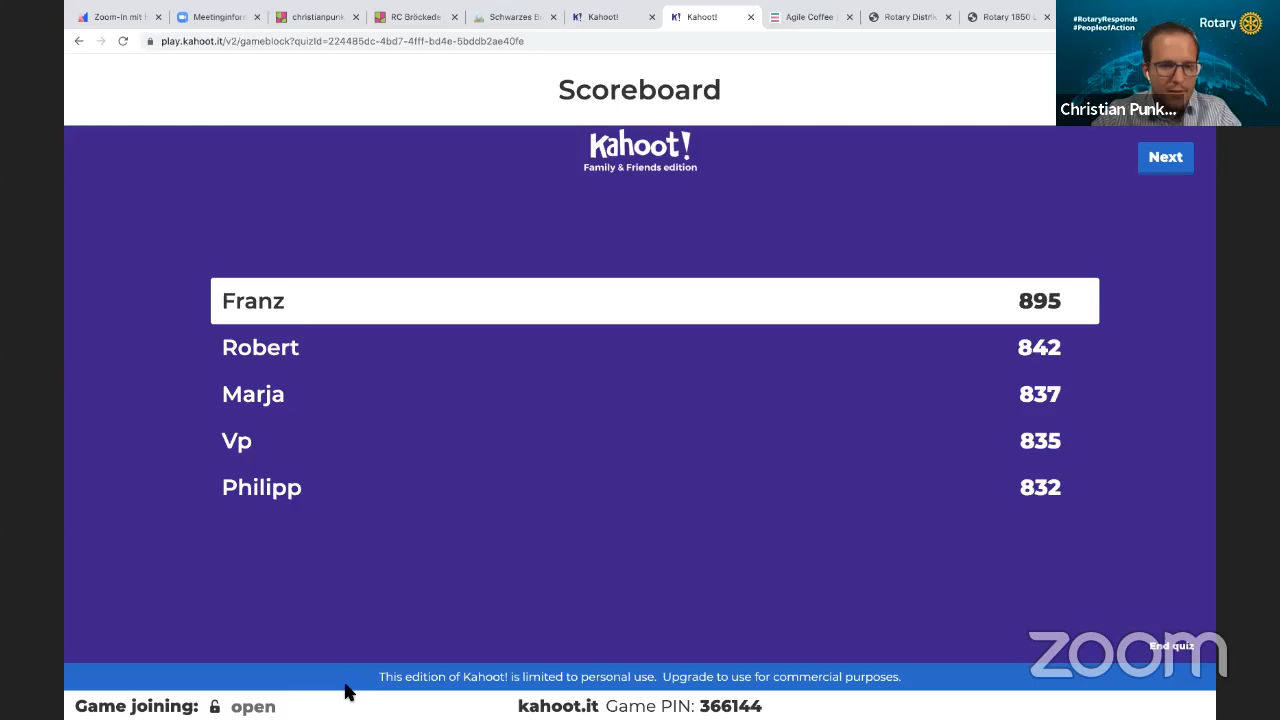 Zoom-In mit
Meetinginforn
christianpunk
RC Bröckede
Schwarzes B
Kahoot!
Kahoot!
Agile Coffee
Rotary Distrik
Rotary 1850
play.kahoot.it/v2/gameblock?quizId=224485dc-4bd7-4fff-bd4e-5bddb2ae40fe
#RotaryResponds
#PeopleofAction
Rotary
Christian Punk...
Scoreboard
Kahoot!
Family & Friends edition
Next
Franz 895
Robert 842
Marja 837
Vp 835
Philipp 832
End quiz
zoom
This edition of Kahoot! is limited to personal use. Upgrade to use for commercial purposes.
Game joining: open
kahoot.it Game PIN: 366144